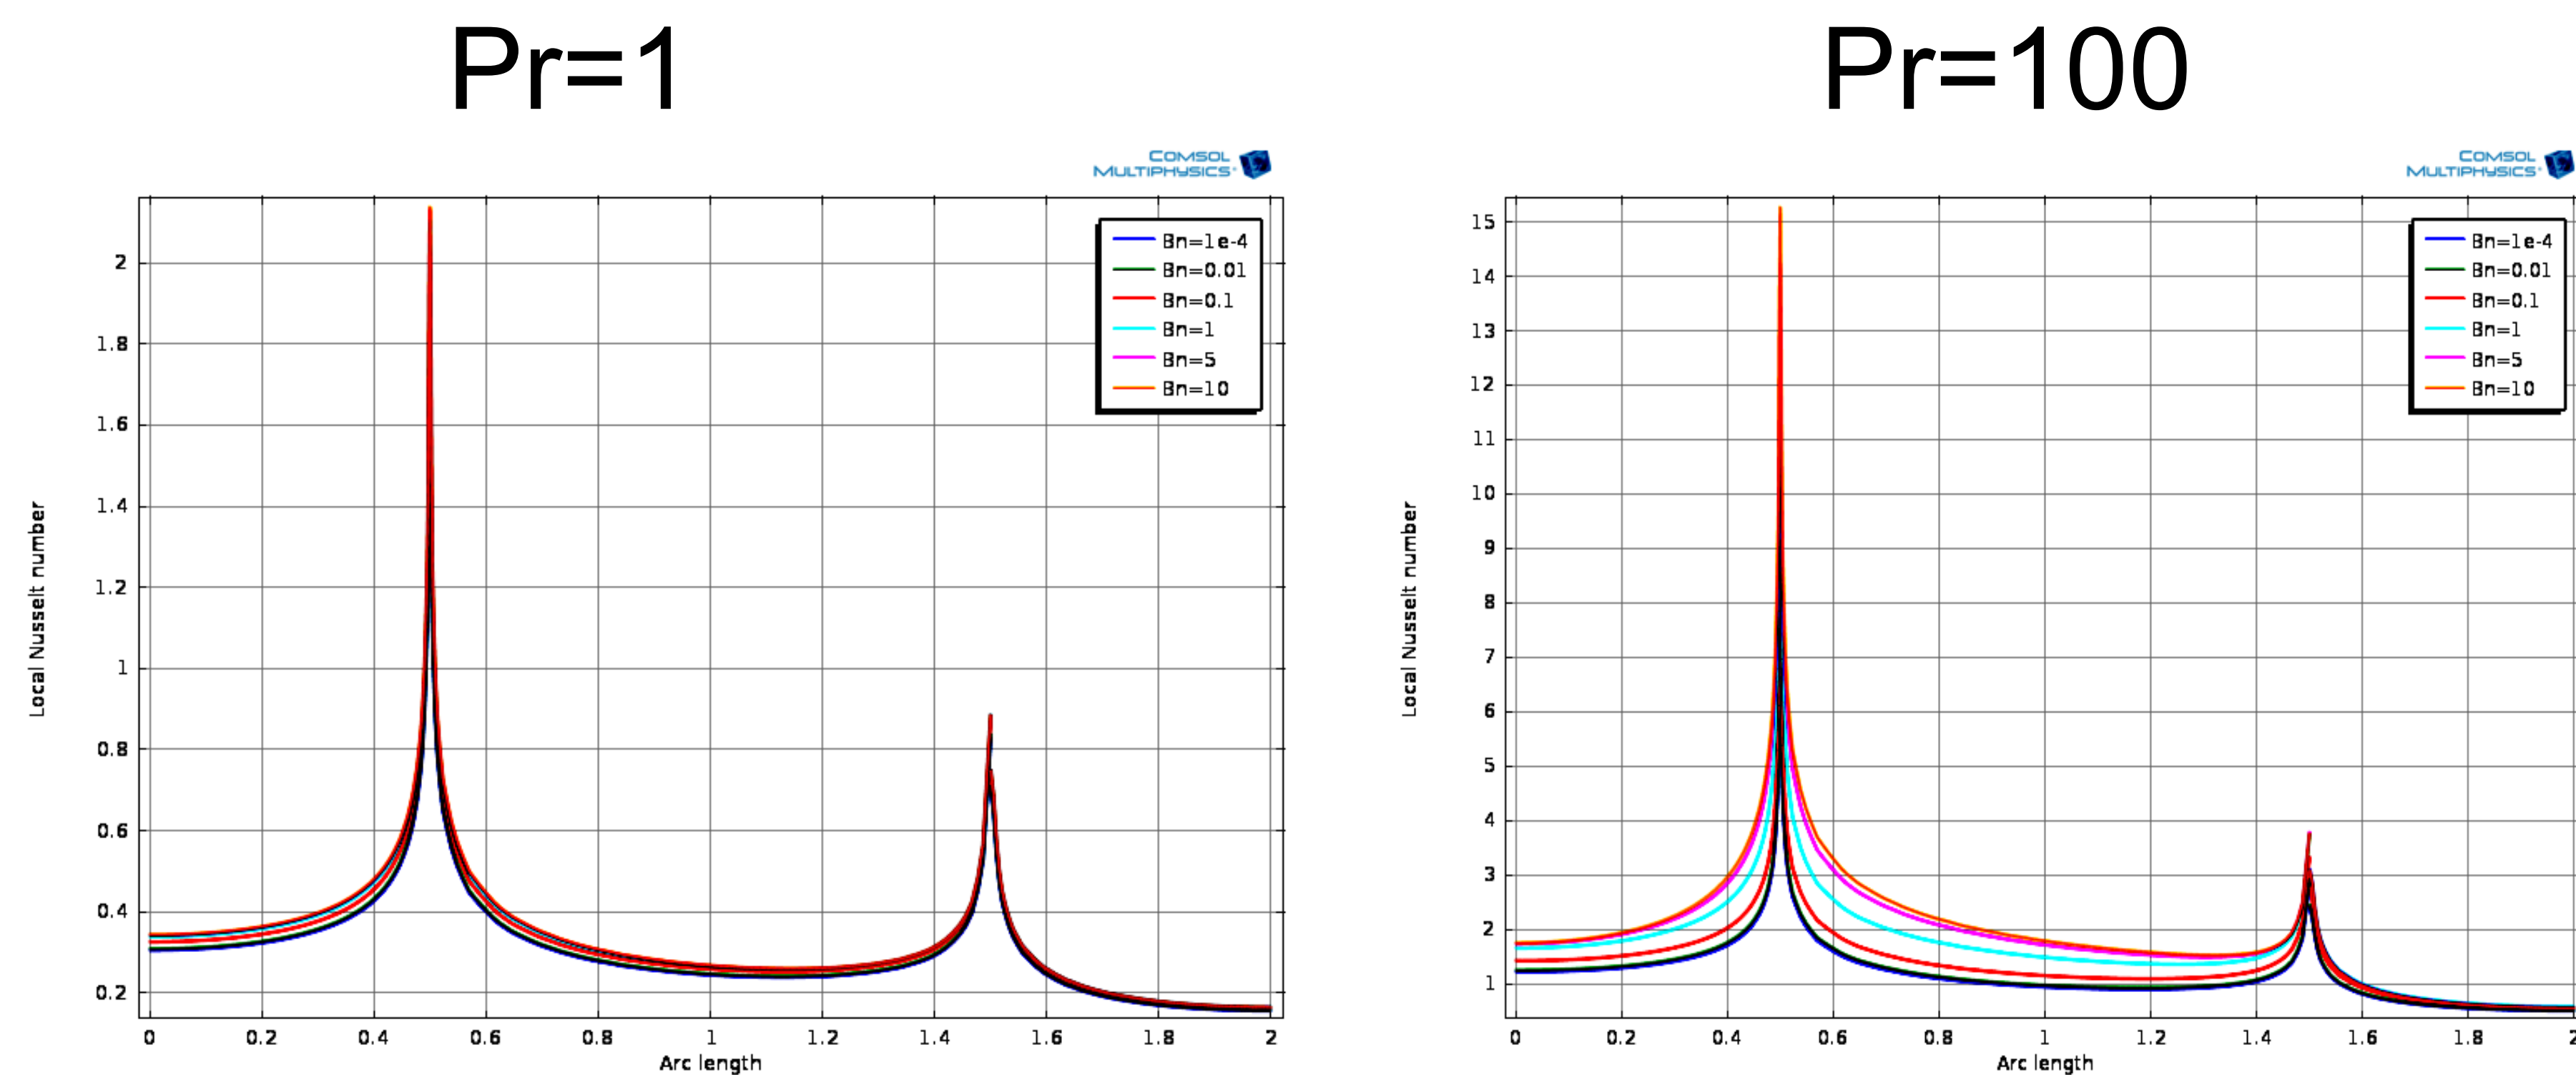 Pr=1
Pr=100
COMSOL
MULTIPHYSICS
Local Nusselt number
2
1.8
1.6
1.4
1.2
1
0.8
0.6
0.4
0.2
Bn=1e-4
Bn=0.01
Bn=0.1
Bn=1
Bn=5
Bn=10
0 0.2 0.4 0.6 0.8 1 1.2 1.4 1.6 1.8 2
Arc length
COMSOL
MULTIPHYSICS
Local Nusselt number
15
14
13
12
11
10
9
8
7
6
5
4
3
2
1
Bn=1e-4
Bn=0.01
Bn=0.1
Bn=1
Bn=5
Bn=10
0 0.2 0.4 0.6 0.8 1 1.2 1.4 1.6 1.8 2
Arc length